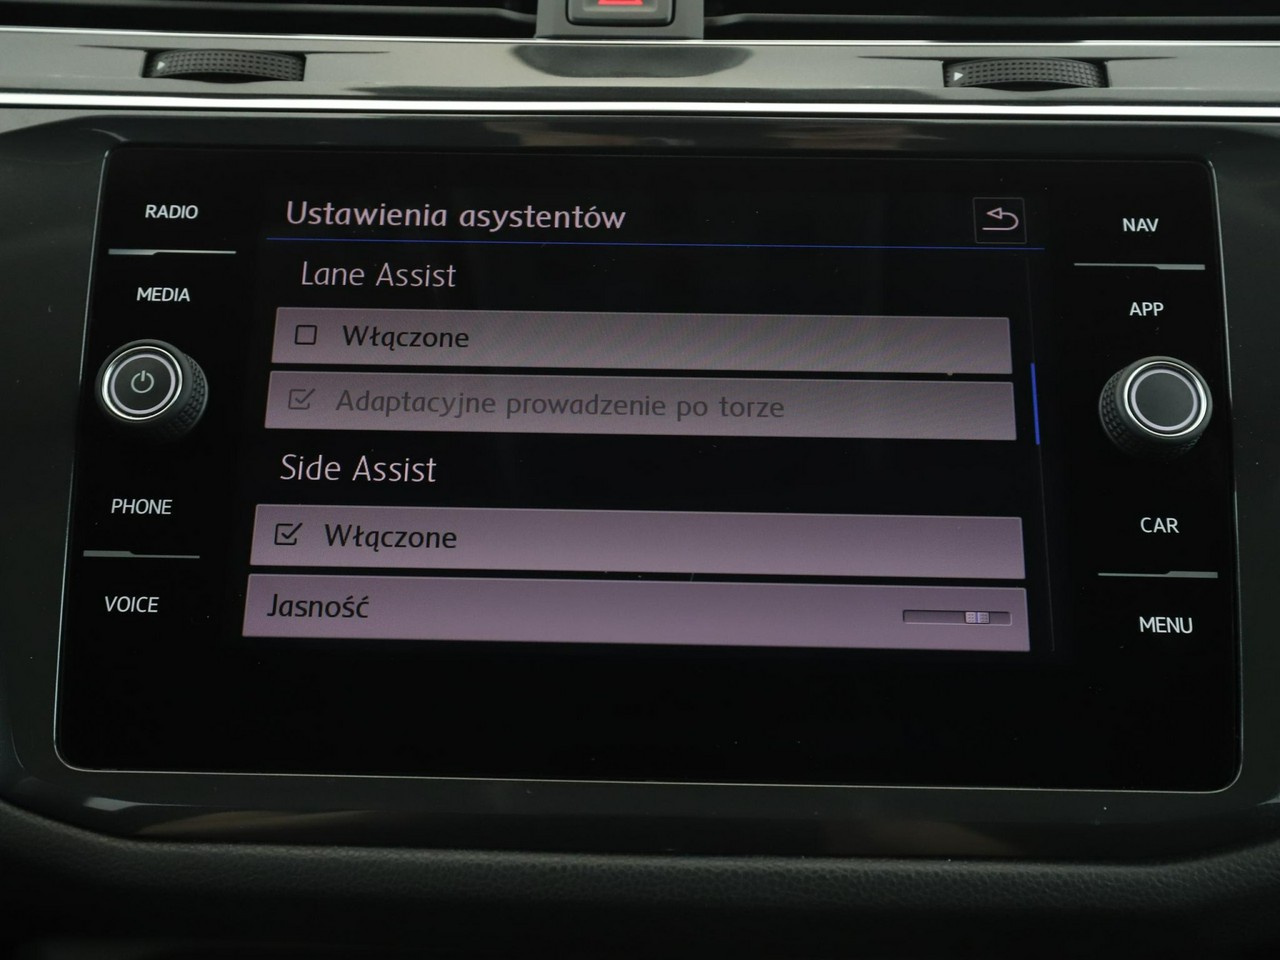 RADIO
MEDIA
PHONE
VOICE
Ustawienia asystentów
Lane Assist
Włączone
Adaptacyjne prowadzenie po torze
Side Assist
Włączone
Jasność
NAV
APP
CAR
MENU